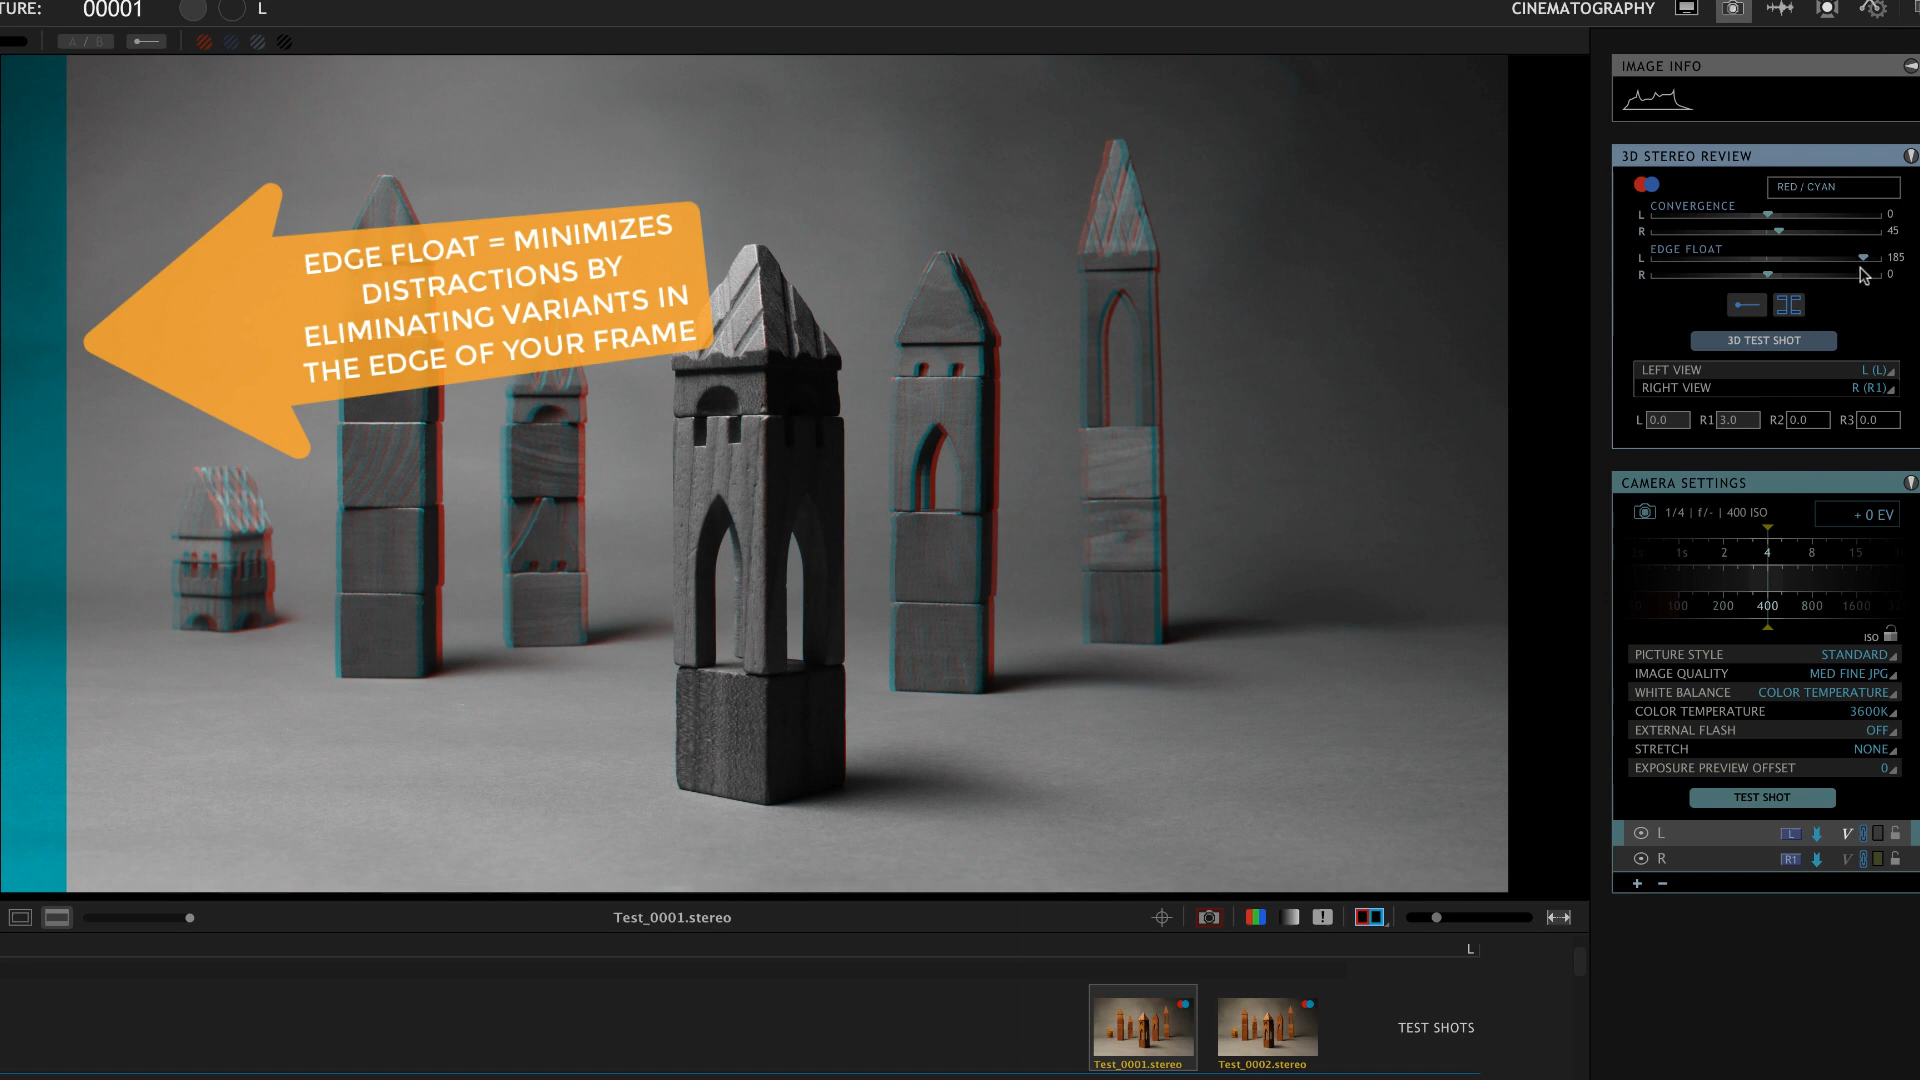 TURE:
00001
L
CINEMATOGRAPHY
A / B
IMAGE INFO
3D STEREO REVIEW
RED / CYAN
CONVERGENCE
L 0
R 45
EDGE FLOAT
L 185
R 0
3D TEST SHOT
LEFT VIEW L (L)
RIGHT VIEW R (R1)
L 0.0 R1 3.0 R2 0.0 R3 0.0
EDGE FLOAT = MINIMIZES
DISTRACTIONS BY
ELIMINATING VARIANTS IN
THE EDGE OF YOUR FRAME
CAMERA SETTINGS
1/4 | f/- | 400 ISO
+ 0 EV
1s 2 4 8 15
100 200 400 800 1600
ISO
PICTURE STYLE STANDARD
IMAGE QUALITY MED FINE JPG
WHITE BALANCE COLOR TEMPERATURE
COLOR TEMPERATURE 3600K
EXTERNAL FLASH OFF
STRETCH NONE
EXPOSURE PREVIEW OFFSET 0
TEST SHOT
L L V
R R1 V
+ −
Test_0001.stereo
L
TEST SHOTS
Test_0001.stereo
Test_0002.stereo